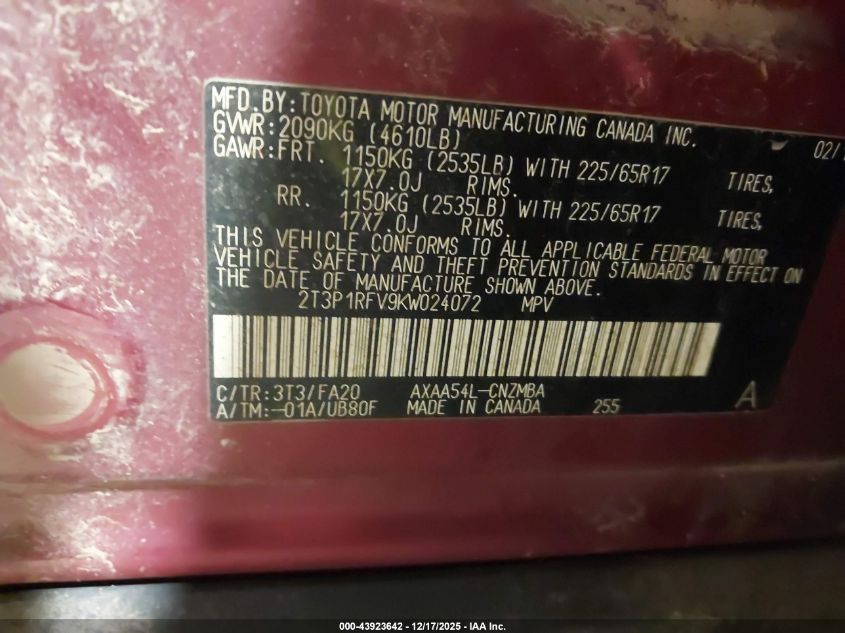 MFD.BY:TOYOTA MOTOR MANUFACTURING CANADA INC.
02/
GVWR:2090KG (4610LB)
GAWR:FRT. 1150KG (2535LB) WITH 225/65R17 TIRES,
17X7.0J RIMS.
RR. 1150KG (2535LB) WITH 225/65R17 TIRES,
17X7.0J RIMS.
THIS VEHICLE CONFORMS TO ALL APPLICABLE FEDERAL MOTOR
VEHICLE SAFETY AND THEFT PREVENTION STANDARDS IN EFFECT ON
THE DATE OF MANUFACTURE SHOWN ABOVE.
2T3P1RFV9KW024072 MPV
C/TR:3T3/FA20 AXAA54L-CNZMBA
A/TM:-01A/UB80F MADE IN CANADA 255 A
000-43923642 - 12/17/2025 - IAA Inc.